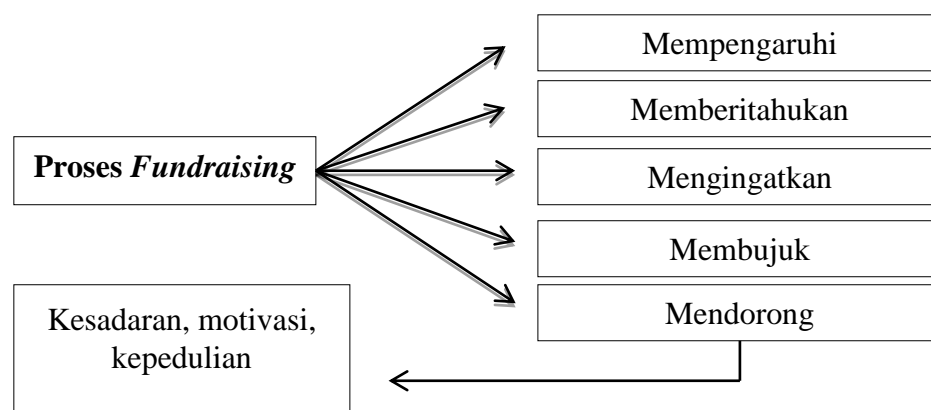 Mempengaruhi
Memberitahukan
Proses Fundraising
Mengingatkan
Membujuk
Mendorong
Kesadaran, motivasi,
kepedulian